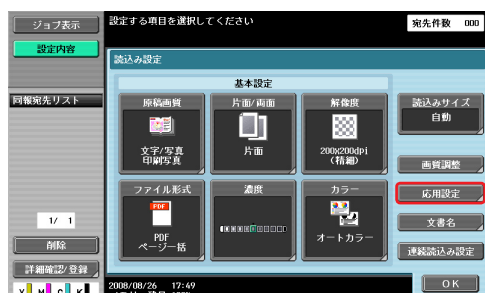 ジョブ表示
設定する項目を選択してください
宛先件数 000
設定内容
読込み設定
基本設定
同報宛先リスト
原稿画質
片面/両面
解像度
読込みサイズ
自動
文字/写真
印刷写真
片面
200x200dpi
(精細)
画質調整
ファイル形式
濃度
カラー
応用設定
PDF
PDF
ページ一括
オートカラー
文書名
1/ 1
削除
連続読込み設定
詳細確認/登録
2008/08/26 17:49
OK
Y M C K